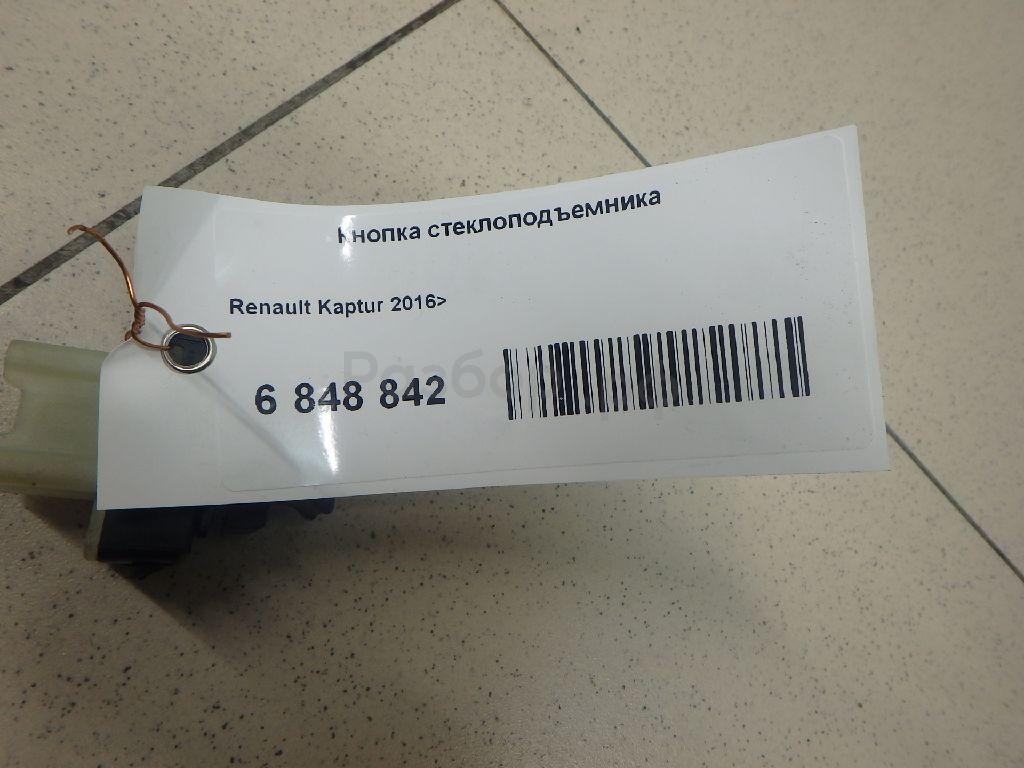 Кнопка стеклоподъемника
Renault Kaptur 2016>
6 848 842